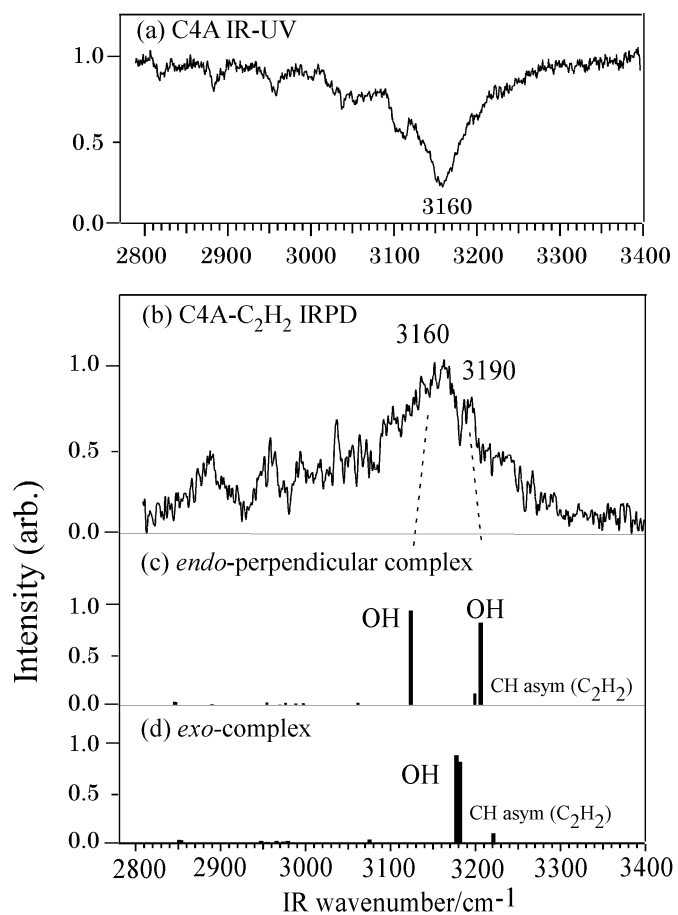 (a) C4A IR-UV
1.0
0.5
0.0
3160
2800 2900 3000 3100 3200 3300 3400
(b) C4A-C₂H₂ IRPD
3160
3190
1.0
0.5
0.0
(c) endo-perpendicular complex
1.0
OH OH
0.5
CH asym (C₂H₂)
0.0
(d) exo-complex
1.0
OH
0.5
CH asym (C₂H₂)
0.0
2800 2900 3000 3100 3200 3300 3400
IR wavenumber/cm-1
Intensity (arb.)